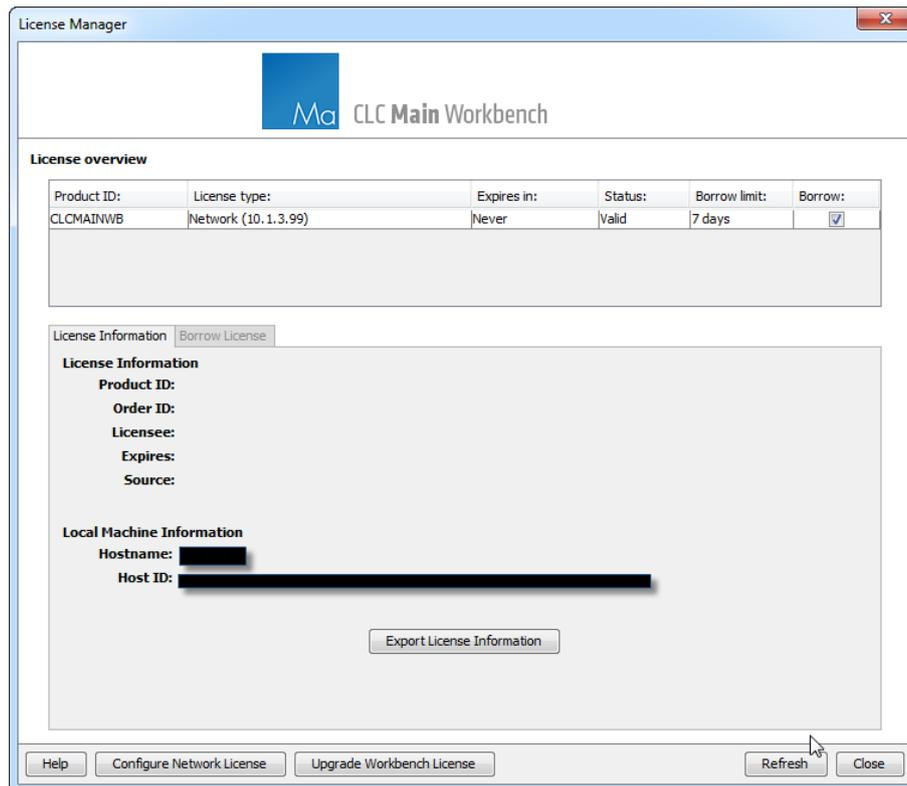 License Manager
Ma CLC Main Workbench
License overview
Product ID: License type: Expires in: Status: Borrow limit: Borrow:
CLCMAINWB Network (10.1.3.99) Never Valid 7 days
License Information Borrow License
License Information
Product ID:
Order ID:
Licensee:
Expires:
Source:
Local Machine Information
Hostname:
Host ID:
Export License Information
Help Configure Network License Upgrade Workbench License Refresh Close